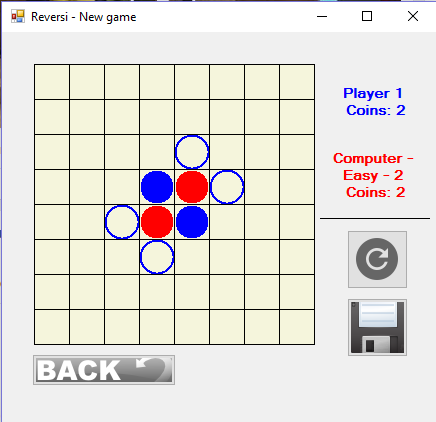 Reversi - New game
Player 1
Coins: 2
Computer -
Easy - 2
Coins: 2
BACK